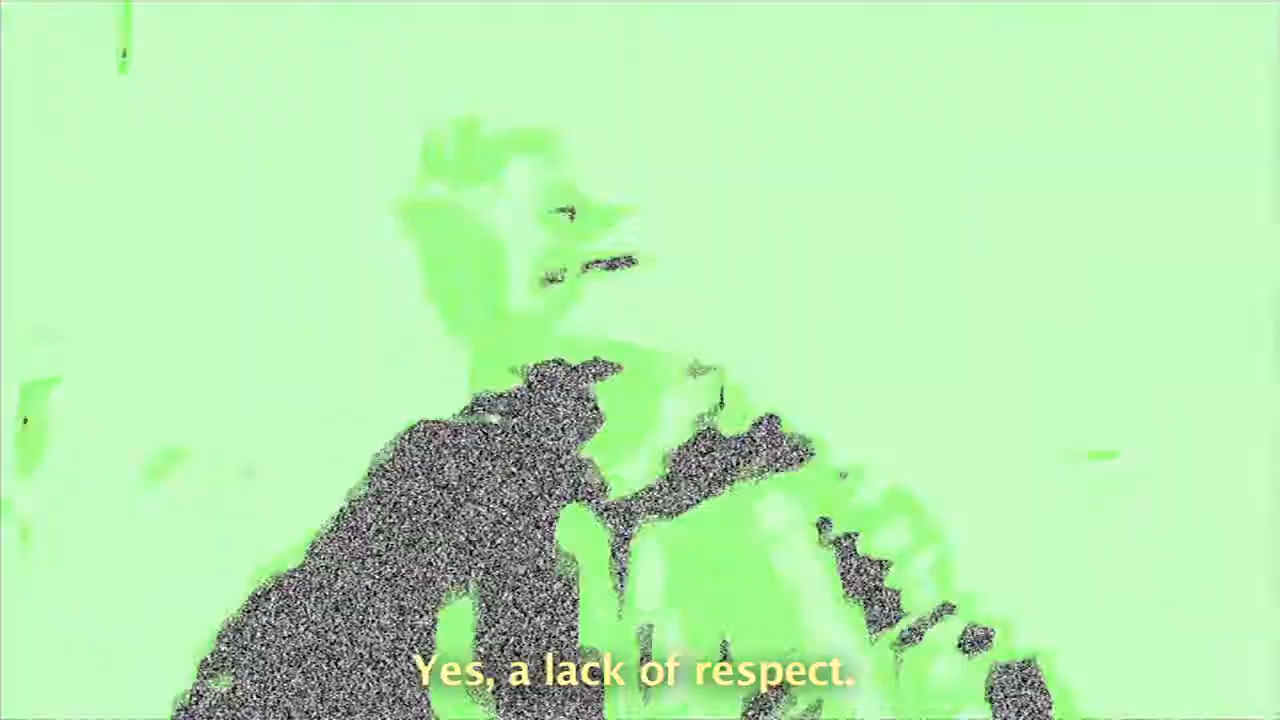 Yes, a lack of respect.